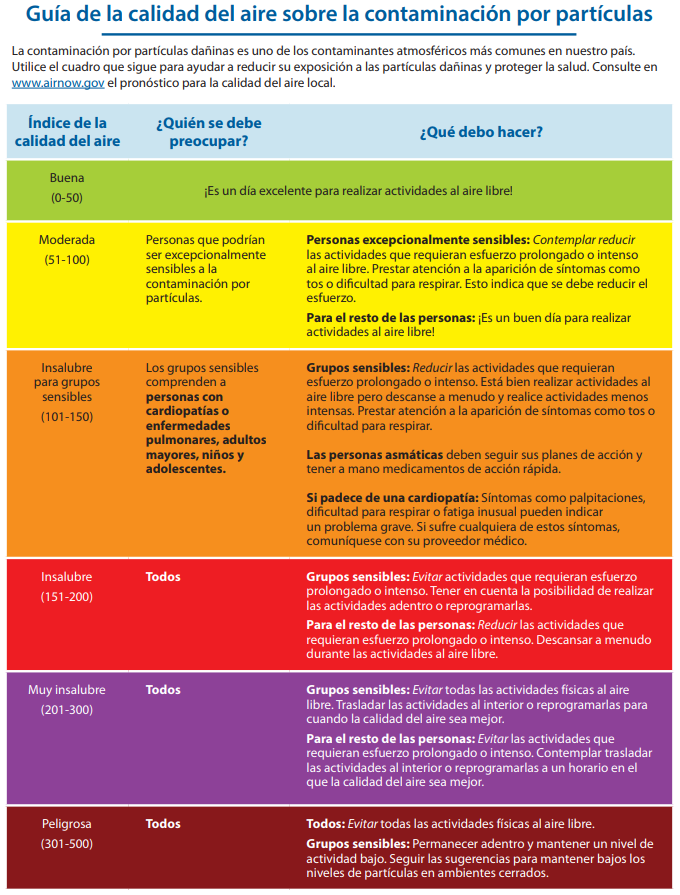 Guía de la calidad del aire sobre la contaminación por partículas
La contaminación por partículas dañinas es uno de los contaminantes atmosféricos más comunes en nuestro país.
Utilice el cuadro que sigue para ayudar a reducir su exposición a las partículas dañinas y proteger la salud. Consulte en
www.airnow.gov el pronóstico para la calidad del aire local.
Índice de la
calidad del aire
¿Quién se debe
preocupar?
¿Qué debo hacer?
Buena
(0-50)
¡Es un día excelente para realizar actividades al aire libre!
Moderada
(51-100)
Personas que podrían
ser excepcionalmente
sensibles a la
contaminación por
partículas.
Personas excepcionalmente sensibles: Contemplar reducir
las actividades que requieran esfuerzo prolongado o intenso
al aire libre. Prestar atención a la aparición de síntomas como
tos o dificultad para respirar. Esto indica que se debe reducir el
esfuerzo.
Para el resto de las personas: ¡Es un buen día para realizar
actividades al aire libre!
Insalubre
para grupos
sensibles
(101-150)
Los grupos sensibles
comprenden a
personas con
cardiopatías o
enfermedades
pulmonares, adultos
mayores, niños y
adolescentes.
Grupos sensibles: Reducir las actividades que requieran
esfuerzo prolongado o intenso. Está bien realizar actividades al
aire libre pero descanse a menudo y realice actividades menos
intensas. Prestar atención a la aparición de síntomas como tos o
dificultad para respirar.
Las personas asmáticas deben seguir sus planes de acción y
tener a mano medicamentos de acción rápida.
Si padece de una cardiopatía: Síntomas como palpitaciones,
dificultad para respirar o fatiga inusual pueden indicar
un problema grave. Si sufre cualquiera de estos síntomas,
comuníquese con su proveedor médico.
Insalubre
(151-200)
Todos
Grupos sensibles: Evitar actividades que requieran esfuerzo
prolongado o intenso. Tener en cuenta la posibilidad de realizar
las actividades adentro o reprogramarlas.
Para el resto de las personas: Reducir las actividades que
requieran esfuerzo prolongado o intenso. Descansar a menudo
durante las actividades al aire libre.
Muy insalubre
(201-300)
Todos
Grupos sensibles: Evitar todas las actividades físicas al aire
libre. Trasladar las actividades al interior o reprogramarlas para
cuando la calidad del aire sea mejor.
Para el resto de las personas: Evitar las actividades que
requieran esfuerzo prolongado o intenso. Contemplar trasladar
las actividades al interior o reprogramarlas a un horario en el
que la calidad del aire sea mejor.
Peligrosa
(301-500)
Todos
Todos: Evitar todas las actividades físicas al aire libre.
Grupos sensibles: Permanecer adentro y mantener un nivel de
actividad bajo. Seguir las sugerencias para mantener bajos los
niveles de partículas en ambientes cerrados.